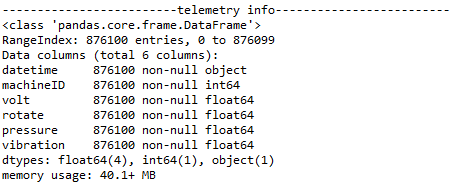 -------------------------telemetry info-------------------------
<class 'pandas.core.frame.DataFrame'>
RangeIndex: 876100 entries, 0 to 876099
Data columns (total 6 columns):
datetime     876100 non-null object
machineID    876100 non-null int64
volt         876100 non-null float64
rotate       876100 non-null float64
pressure     876100 non-null float64
vibration    876100 non-null float64
dtypes: float64(4), int64(1), object(1)
memory usage: 40.1+ MB